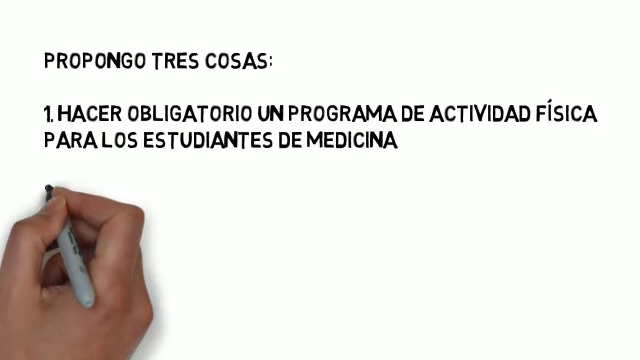 PROPONGO TRES COSAS:
1. HACER OBLIGATORIO UN PROGRAMA DE ACTIVIDAD FÍSICA
PARA LOS ESTUDIANTES DE MEDICINA